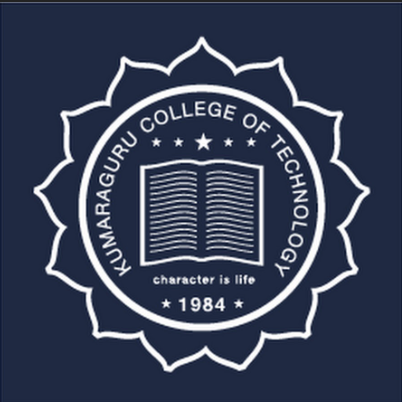 KUMARAGURU COLLEGE OF TECHNOLOGY
character is life
1984